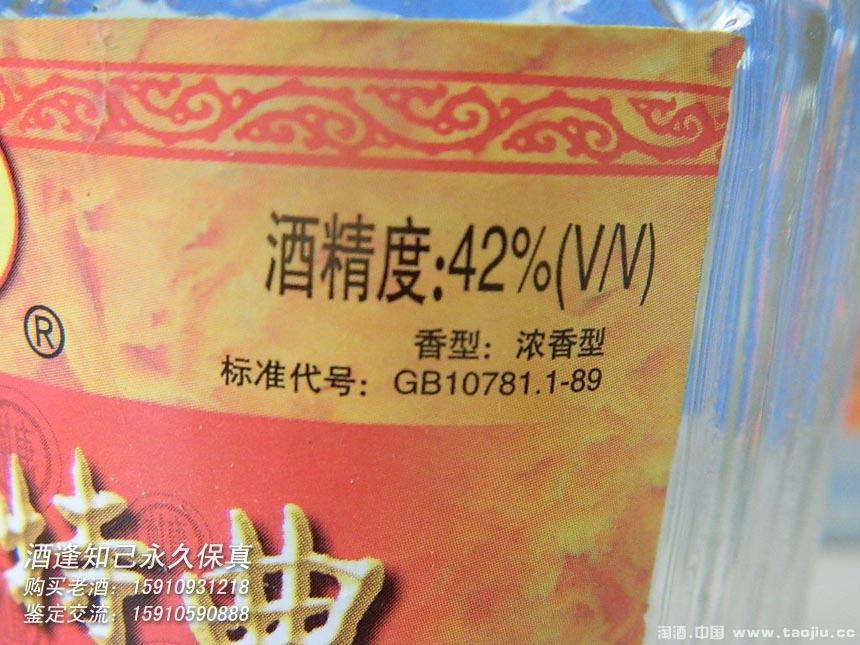 酒精度:42%(V/V)
®
香型：浓香型
标准代号：GB10781.1-89
特曲
酒逢知己永久保真
购买老酒：15910931218
鉴定交流：15910590888
淘酒.中国 www.taojiu.cc